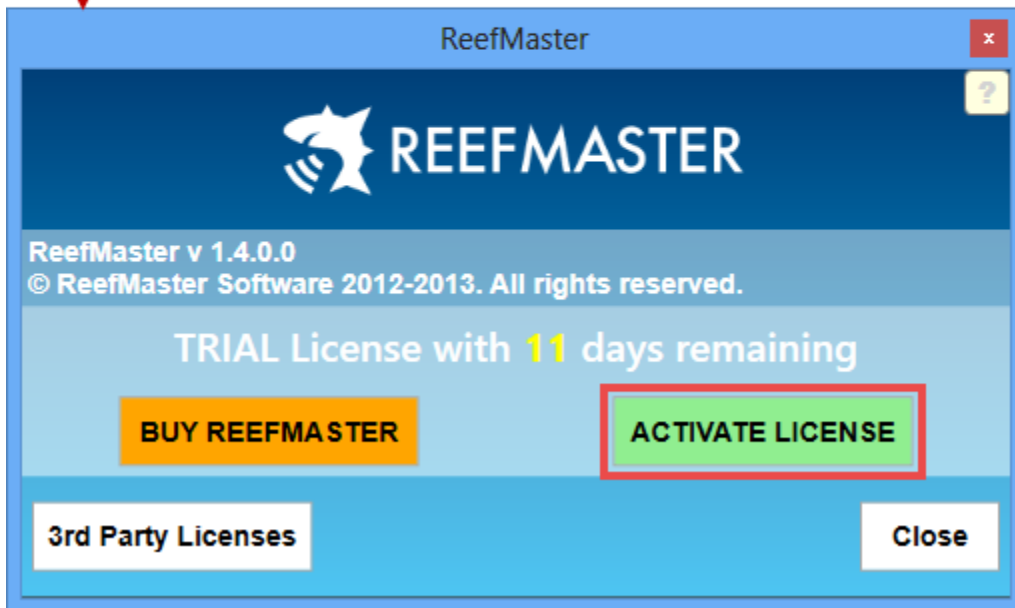 ReefMaster
x
?
REEFMASTER
ReefMaster v 1.4.0.0
© ReefMaster Software 2012-2013. All rights reserved.
TRIAL License with 11 days remaining
BUY REEFMASTER
ACTIVATE LICENSE
3rd Party Licenses
Close